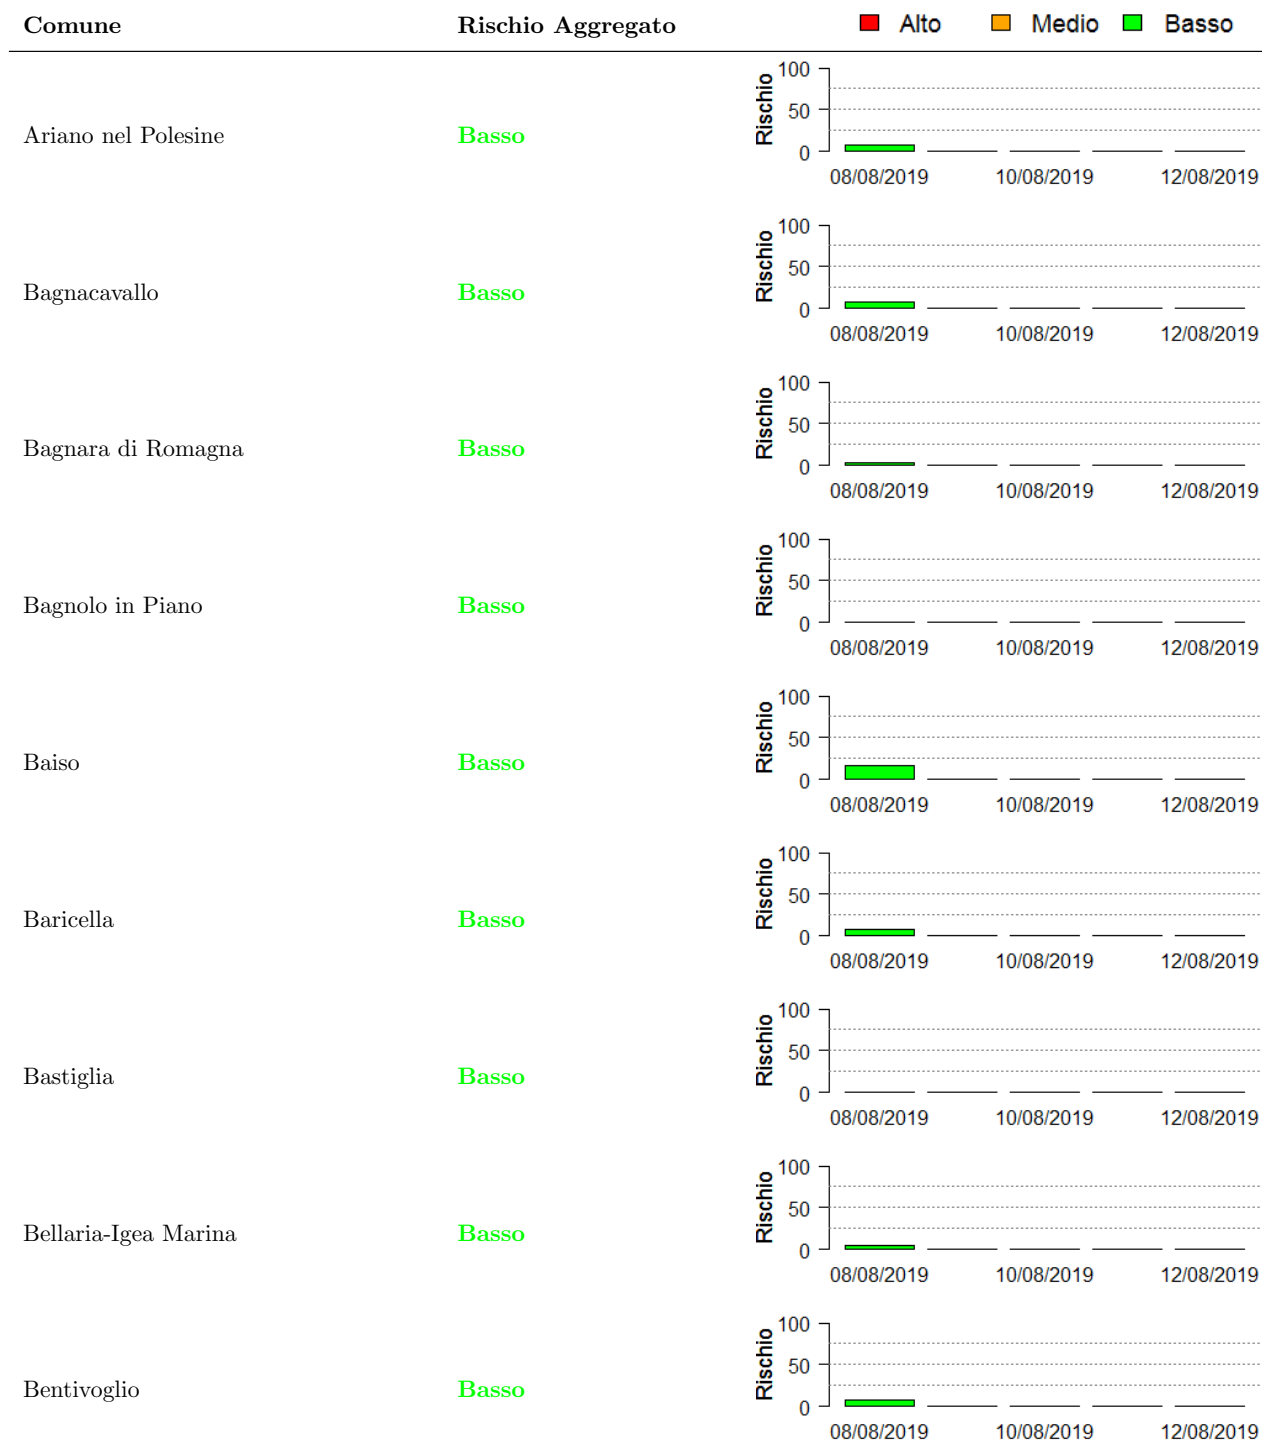 Comune Rischio Aggregato Alto Medio Basso
Ariano nel Polesine Basso Rischio 100 50 0
08/08/2019 10/08/2019 12/08/2019
Bagnacavallo Basso Rischio 100 50 0
08/08/2019 10/08/2019 12/08/2019
Bagnara di Romagna Basso Rischio 100 50 0
08/08/2019 10/08/2019 12/08/2019
Bagnolo in Piano Basso Rischio 100 50 0
08/08/2019 10/08/2019 12/08/2019
Baiso Basso Rischio 100 50 0
08/08/2019 10/08/2019 12/08/2019
Baricella Basso Rischio 100 50 0
08/08/2019 10/08/2019 12/08/2019
Bastiglia Basso Rischio 100 50 0
08/08/2019 10/08/2019 12/08/2019
Bellaria-Igea Marina Basso Rischio 100 50 0
08/08/2019 10/08/2019 12/08/2019
Bentivoglio Basso Rischio 100 50 0
08/08/2019 10/08/2019 12/08/2019